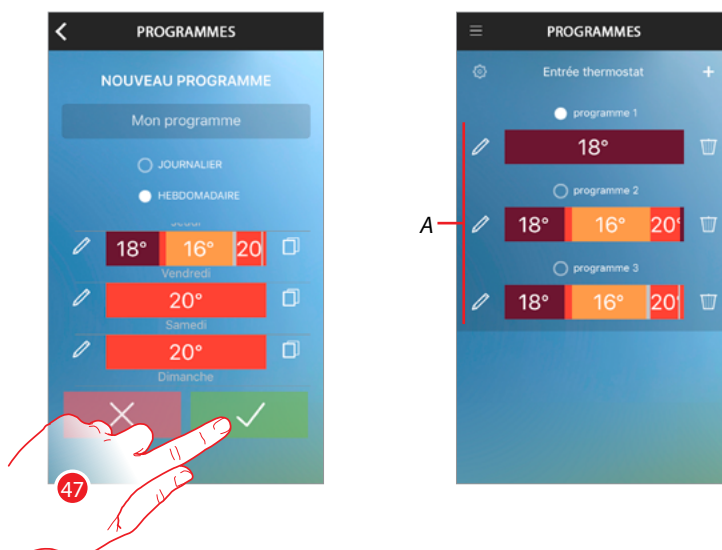 PROGRAMMES
NOUVEAU PROGRAMME
Mon programme
JOURNALIER
HEBDOMADAIRE
Jeudi
18° 16° 20
Vendredi
20°
Samedi
20°
Dimanche
47
PROGRAMMES
Entrée thermostat
programme 1
18°
programme 2
18° 16° 20°
programme 3
18° 16° 20°
A